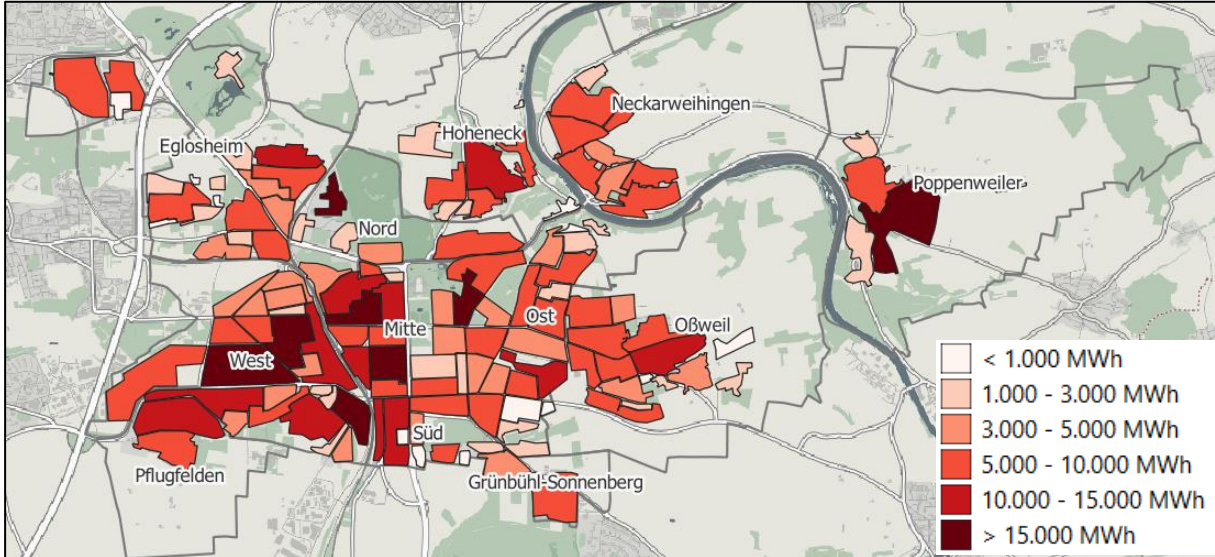 Neckarweihingen
Hoheneck
Eglosheim
Poppenweiler
Nord
Ost
Mitte
Oßweil
West
Süd
Pflugfelden
Grünbühl-Sonnenberg
< 1.000 MWh
1.000 - 3.000 MWh
3.000 - 5.000 MWh
5.000 - 10.000 MWh
10.000 - 15.000 MWh
> 15.000 MWh